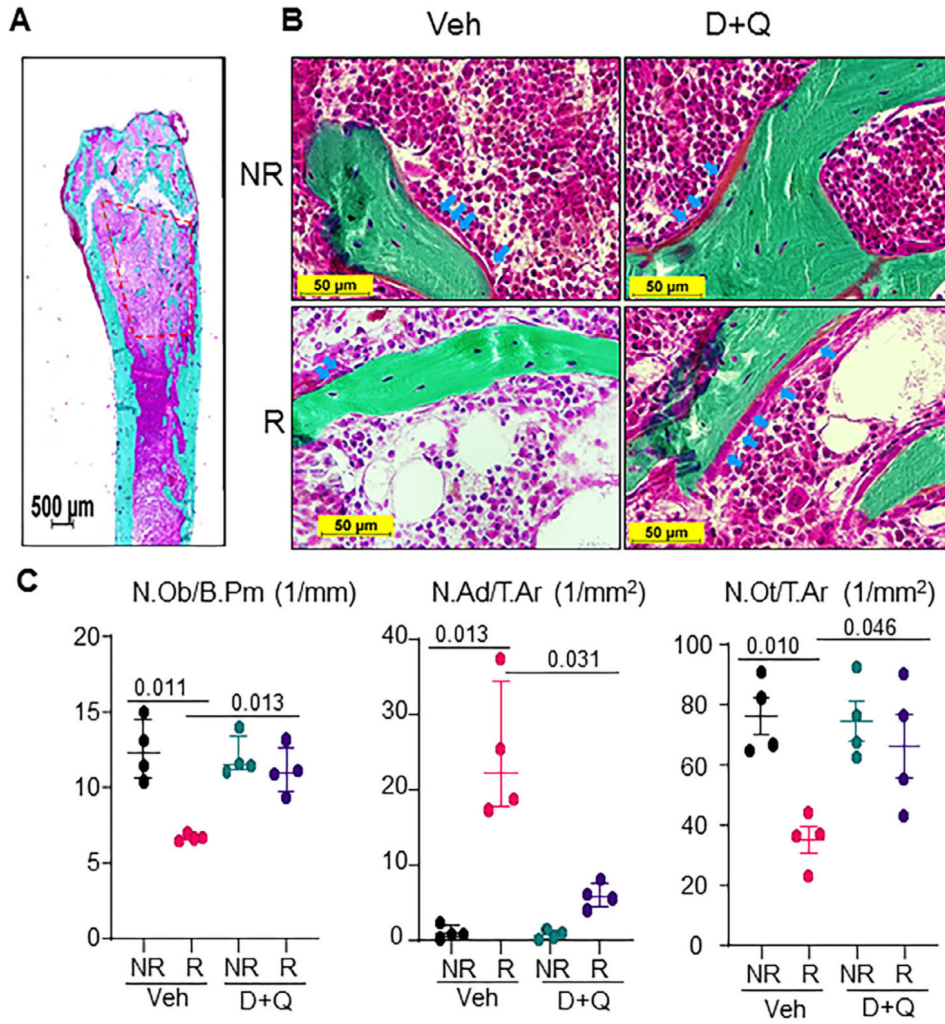 A
500 µm
B
Veh
D+Q
NR
50 µm
50 µm
R
50 µm
50 µm
C
N.Ob/B.Pm (1/mm)
20
15
10
5
0
0.011
0.013
NR R NR R
Veh D+Q
N.Ad/T.Ar (1/mm²)
40
30
20
10
0
0.013
0.031
NR R NR R
Veh D+Q
N.Ot/T.Ar (1/mm²)
100
80
60
40
20
0
0.010
0.046
NR R NR R
Veh D+Q